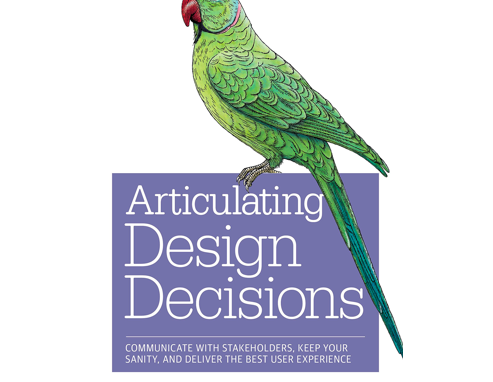 Articulating
Design
Decisions
COMMUNICATE WITH STAKEHOLDERS, KEEP YOUR
SANITY, AND DELIVER THE BEST USER EXPERIENCE